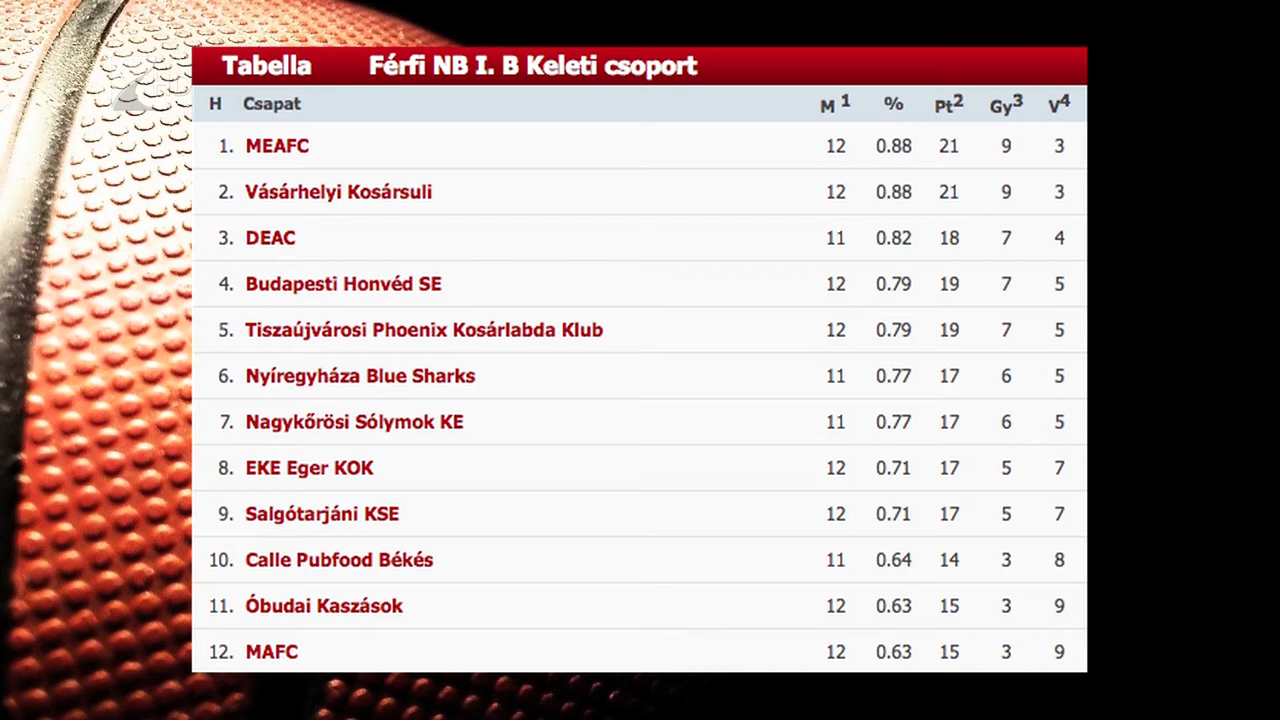 Tabella Férfi NB I. B Keleti csoport
H Csapat M 1 % Pt2 Gy3 V4
1. MEAFC 12 0.88 21 9 3
2. Vásárhelyi Kosársuli 12 0.88 21 9 3
3. DEAC 11 0.82 18 7 4
4. Budapesti Honvéd SE 12 0.79 19 7 5
5. Tiszaújvárosi Phoenix Kosárlabda Klub 12 0.79 19 7 5
6. Nyíregyháza Blue Sharks 11 0.77 17 6 5
7. Nagykőrösi Sólymok KE 11 0.77 17 6 5
8. EKE Eger KOK 12 0.71 17 5 7
9. Salgótarjáni KSE 12 0.71 17 5 7
10. Calle Pubfood Békés 11 0.64 14 3 8
11. Óbudai Kaszások 12 0.63 15 3 9
12. MAFC 12 0.63 15 3 9